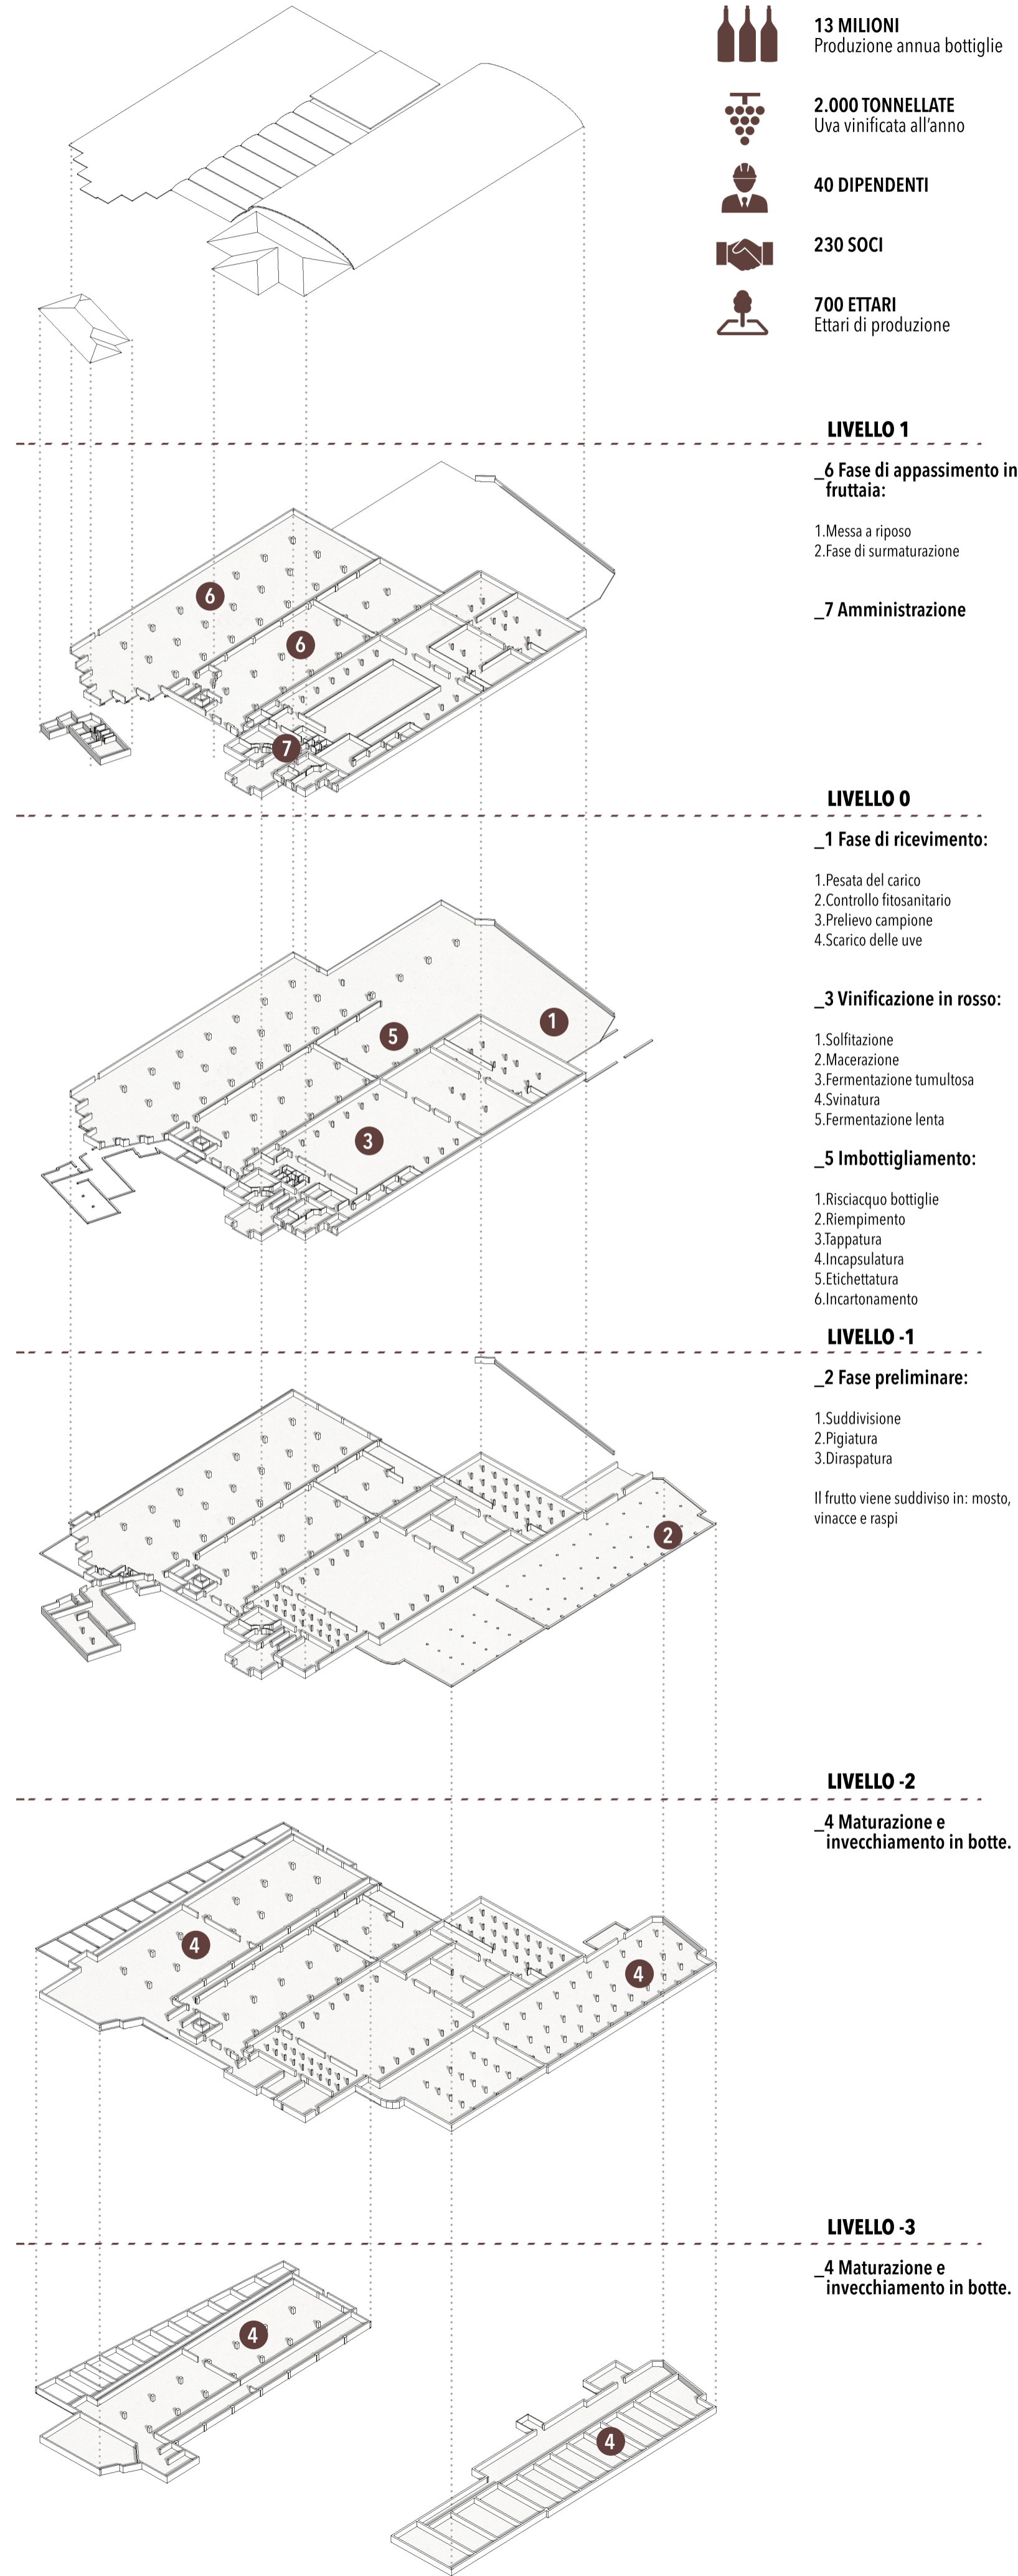 13 MILIONI
Produzione annua bottiglie
2.000 TONNELLATE
Uva vinificata all'anno
40 DIPENDENTI
230 SOCI
700 ETTARI
Ettari di produzione
LIVELLO 1
_6 Fase di appassimento in
fruttaia:
1.Messa a riposo
2.Fase di surmaturazione
_7 Amministrazione
6
6
7
LIVELLO 0
_1 Fase di ricevimento:
1.Pesata del carico
2.Controllo fitosanitario
3.Prelievo campione
4.Scarico delle uve
_3 Vinificazione in rosso:
1.Solfitazione
2.Macerazione
3.Fermentazione tumultosa
4.Svinatura
5.Fermentazione lenta
_5 Imbottigliamento:
1.Risciacquo bottiglie
2.Riempimento
3.Tappatura
4.Incapsulatura
5.Etichettatura
6.Incartonamento
1
5
3
LIVELLO -1
_2 Fase preliminare:
1.Suddivisione
2.Pigiatura
3.Diraspatura
Il frutto viene suddiviso in: mosto,
vinacce e raspi
2
LIVELLO -2
_4 Maturazione e
invecchiamento in botte.
4
4
LIVELLO -3
_4 Maturazione e
invecchiamento in botte.
4
4